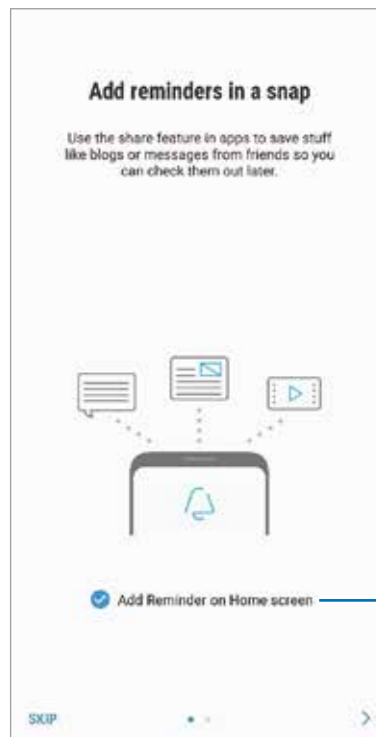 Add reminders in a snap
Use the share feature in apps to save stuff
like blogs or messages from friends so you
can check them out later.
Add Reminder on Home screen
SKIP